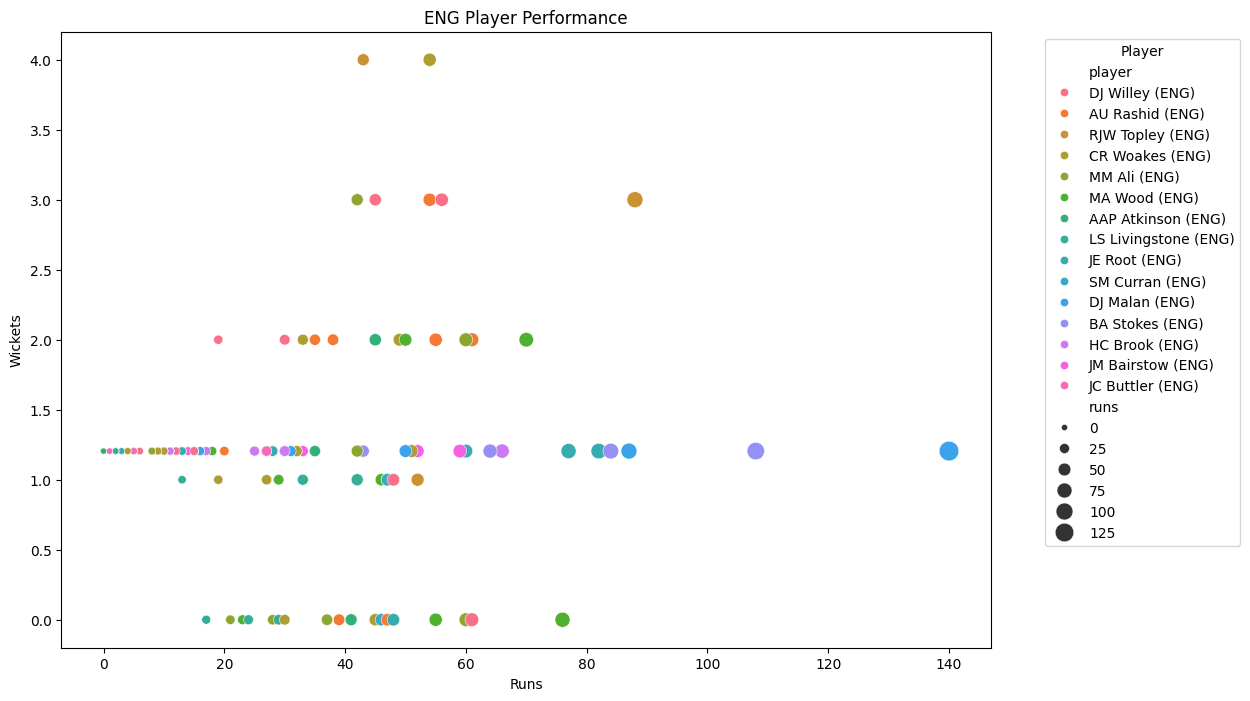 ENG Player Performance
4.0
3.5
3.0
2.5
2.0
1.5
1.0
0.5
0.0
Wickets
0
20
40
60
80
100
120
140
Runs
Player
player
DJ Willey (ENG)
AU Rashid (ENG)
RJW Topley (ENG)
CR Woakes (ENG)
MM Ali (ENG)
MA Wood (ENG)
AAP Atkinson (ENG)
LS Livingstone (ENG)
JE Root (ENG)
SM Curran (ENG)
DJ Malan (ENG)
BA Stokes (ENG)
HC Brook (ENG)
JM Bairstow (ENG)
JC Buttler (ENG)
runs
0
25
50
75
100
125